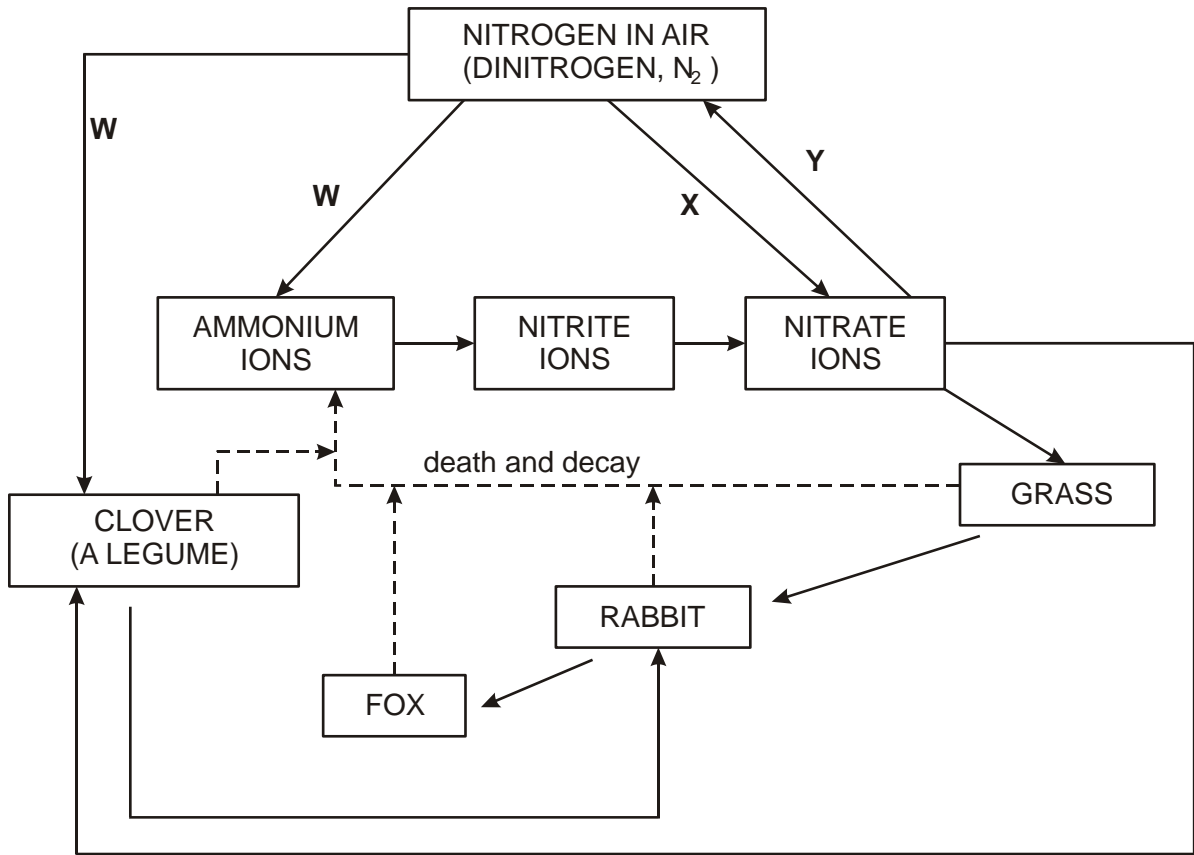 NITROGEN IN AIR
(DINITROGEN, N₂ )
W
W
X
Y
AMMONIUM
IONS
NITRITE
IONS
NITRATE
IONS
death and decay
CLOVER
(A LEGUME)
GRASS
RABBIT
FOX